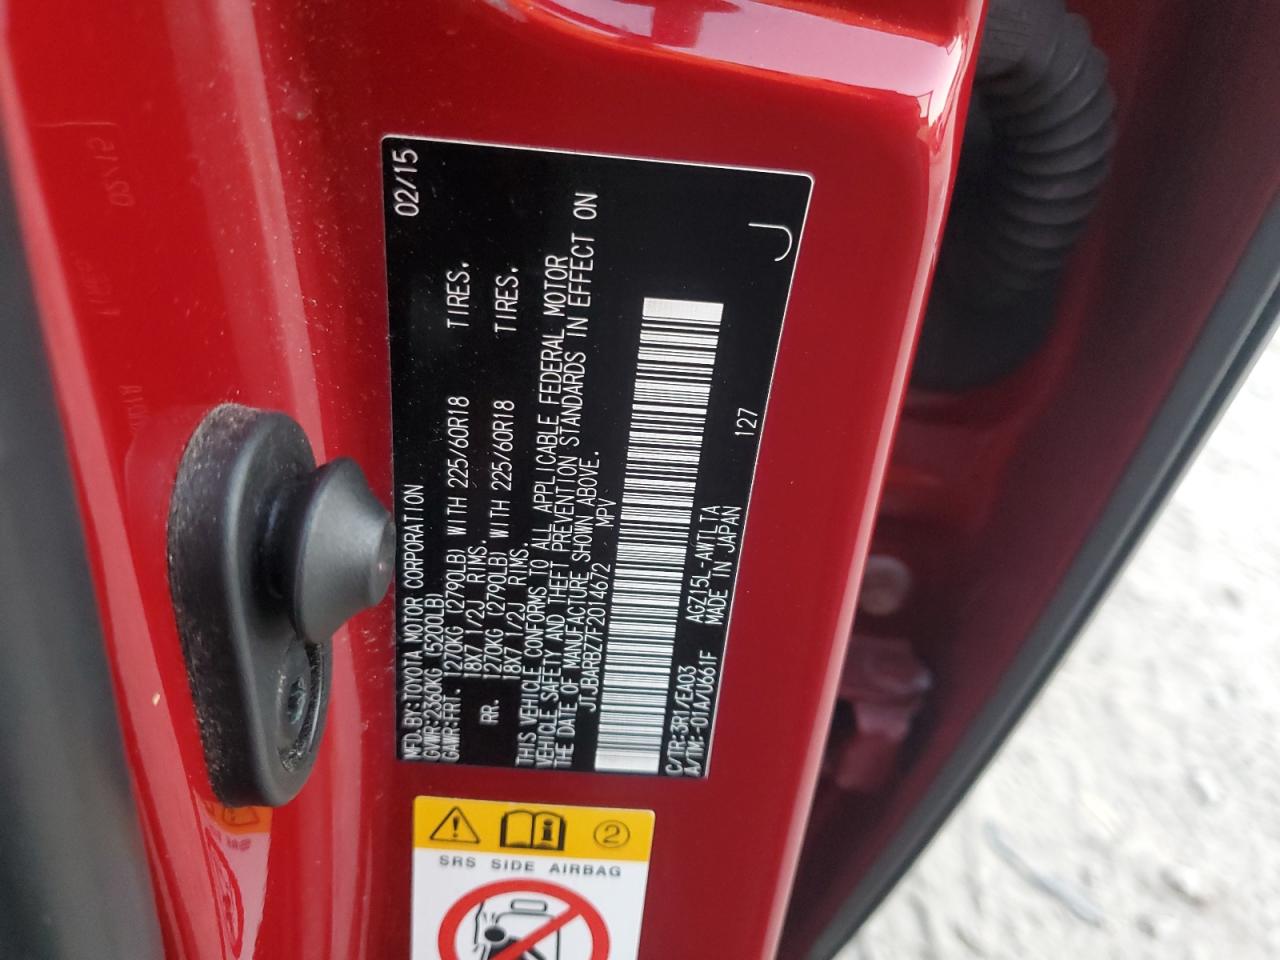 MFD.BY:TOYOTA MOTOR CORPORATION 02/15
GVWR:2360KG (5200LB)
GAWR:FRT. 1270KG (2790LB) WITH 225/60R18 TIRES.
18X7 1/2J RIMS.
RR. 1270KG (2790LB) WITH 225/60R18 TIRES.
18X7 1/2J RIMS.
THIS VEHICLE CONFORMS TO ALL APPLICABLE FEDERAL MOTOR
VEHICLE SAFETY AND THEFT PREVENTION STANDARDS IN EFFECT ON
THE DATE OF MANUFACTURE SHOWN ABOVE.
JTJBARBZ7F2014672 MPV
C/TR:3R1/EA03 AGZ15L-AWTLTA 127
A/TM:-01A/U661F MADE IN JAPAN J
2
SRS SIDE AIRBAG